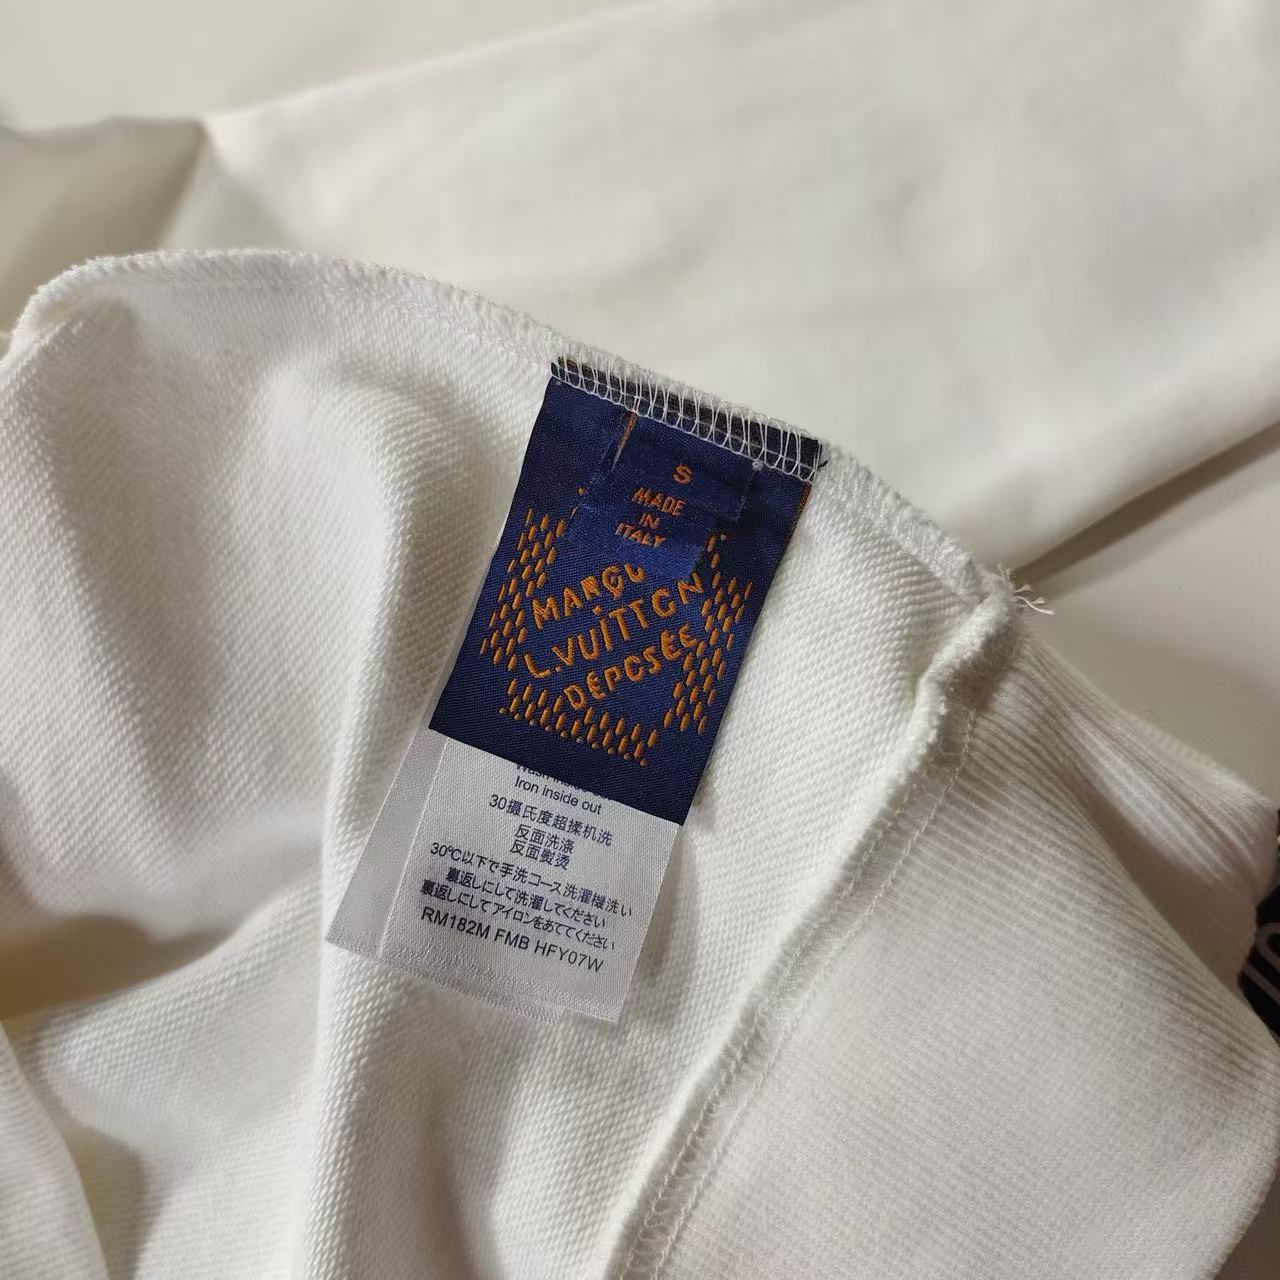 S
MADE
IN
ITALY
L.VUITTON
DÉPOSÉE
Iron inside out
30摄氏度超揉机洗
反面洗涤
反面熨烫
30℃以下で手洗コース洗濯機洗い
裏返しにして洗濯してください
裏返しにしてアイロンをあててください
RM182M FMB HFY07W